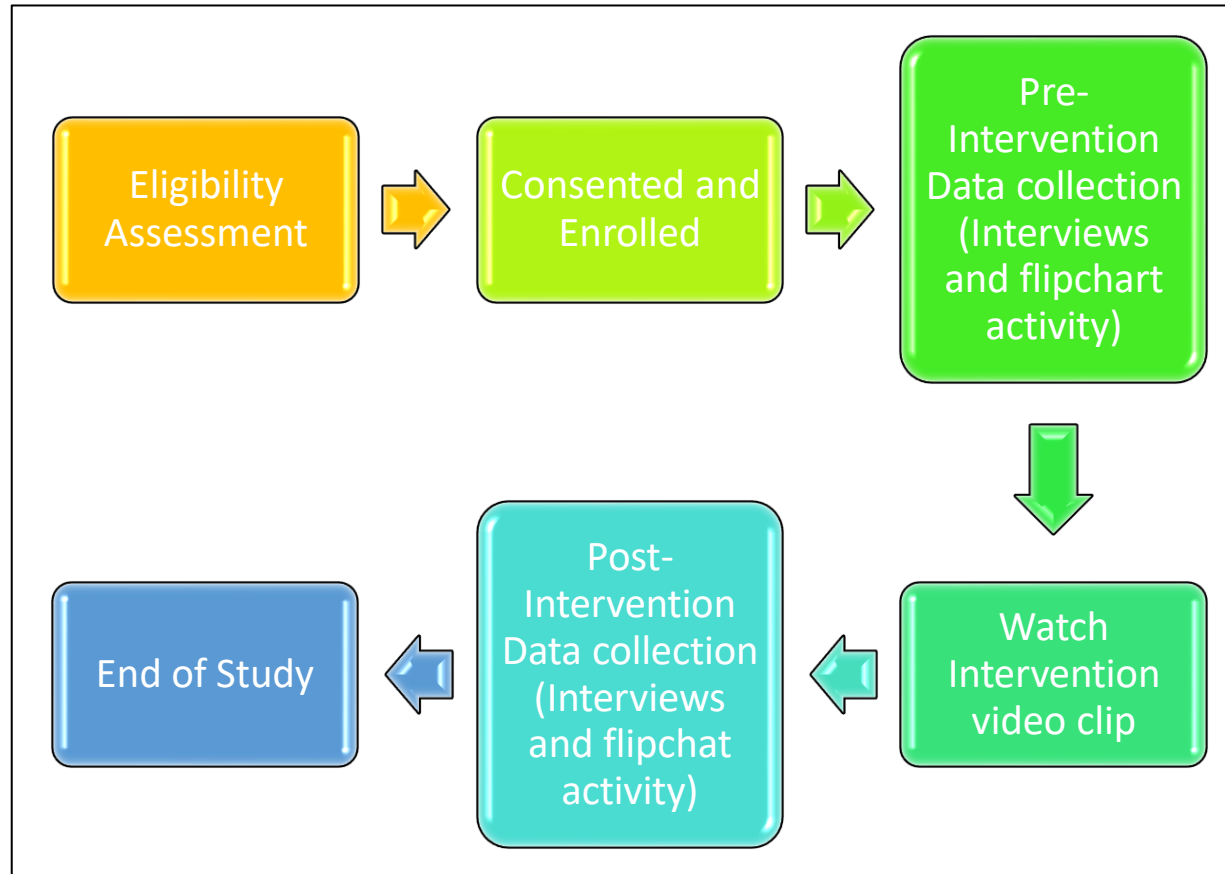 Eligibility
Assessment
Consented and
Enrolled
Pre-
Intervention
Data collection
(Interviews
and flipchart
activity)
Watch
Intervention
video clip
Post-
Intervention
Data collection
(Interviews
and flipchat
activity)
End of Study